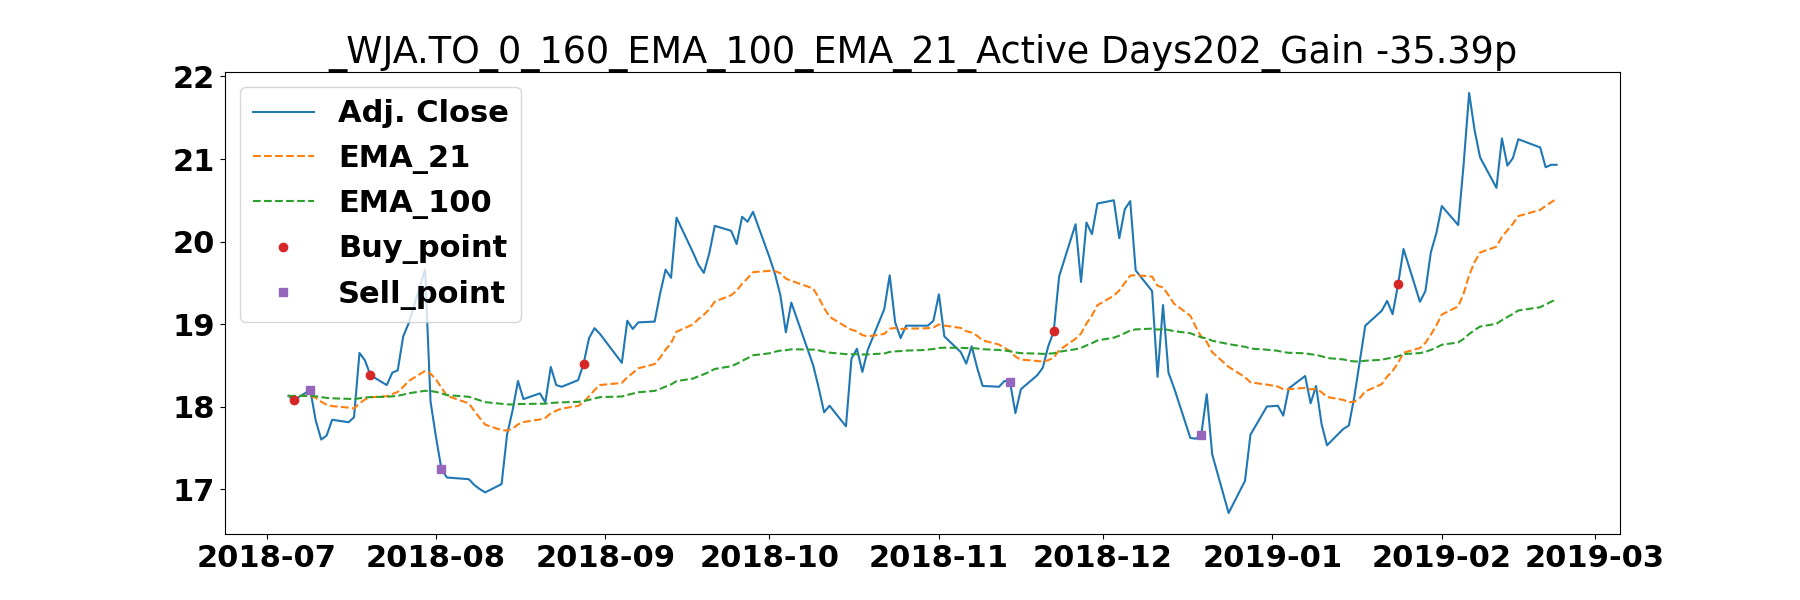 _WJA.TO_0_160_EMA_100_EMA_21_Active Days202_Gain -35.39p
22
21
20
19
18
17
Adj. Close
EMA_21
EMA_100
Buy_point
Sell_point
2018-07 2018-08 2018-09 2018-10 2018-11 2018-12 2019-01 2019-02 2019-03